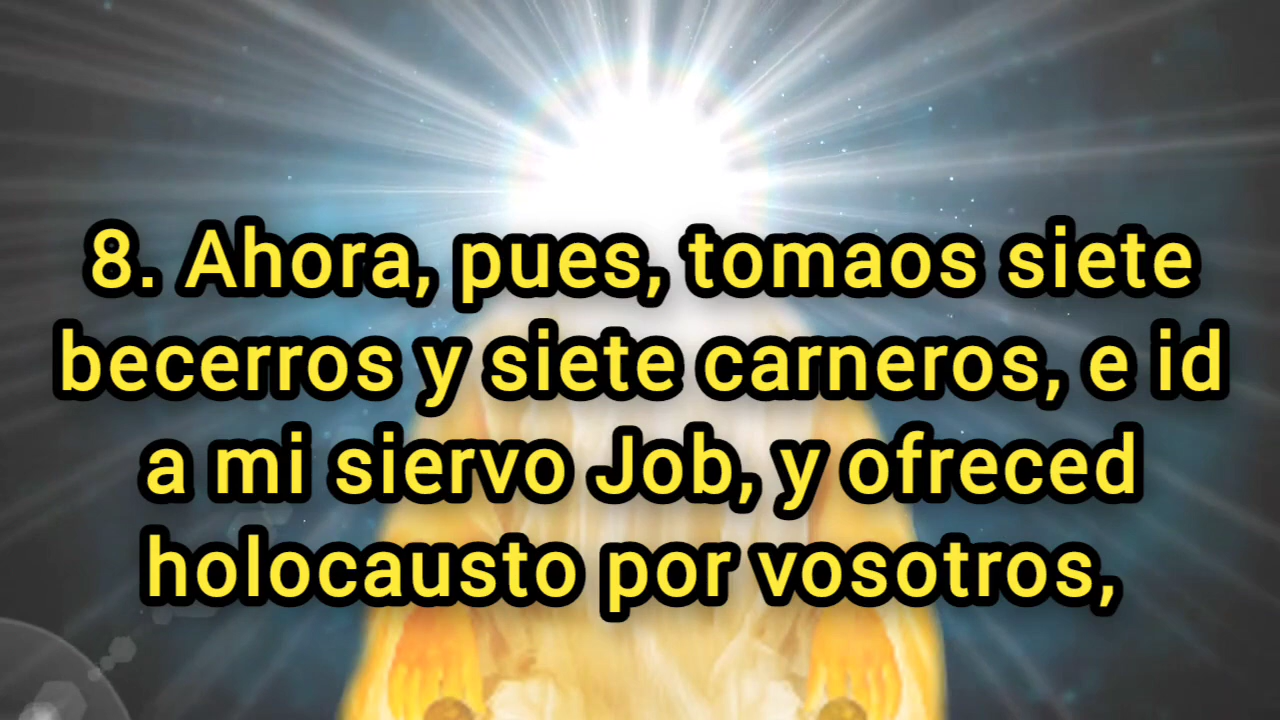 8. Ahora, pues, tomaos siete
becerros y siete carneros, e id
a mi siervo Job, y ofreced
holocausto por vosotros,